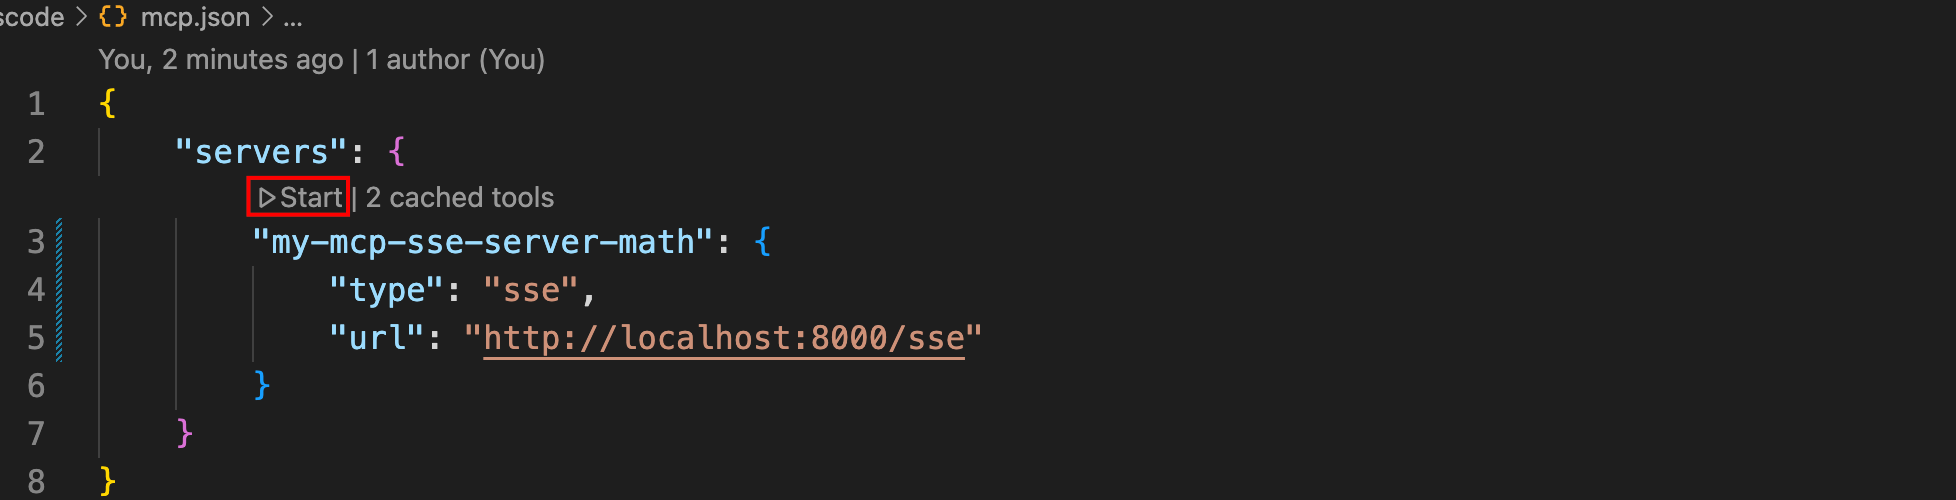 scode > {} mcp.json > ...
You, 2 minutes ago | 1 author (You)
1 {
2 "servers": {
Start | 2 cached tools
3 "my-mcp-sse-server-math": {
4 "type": "sse",
5 "url": "http://localhost:8000/sse"
6 }
7 }
8 }